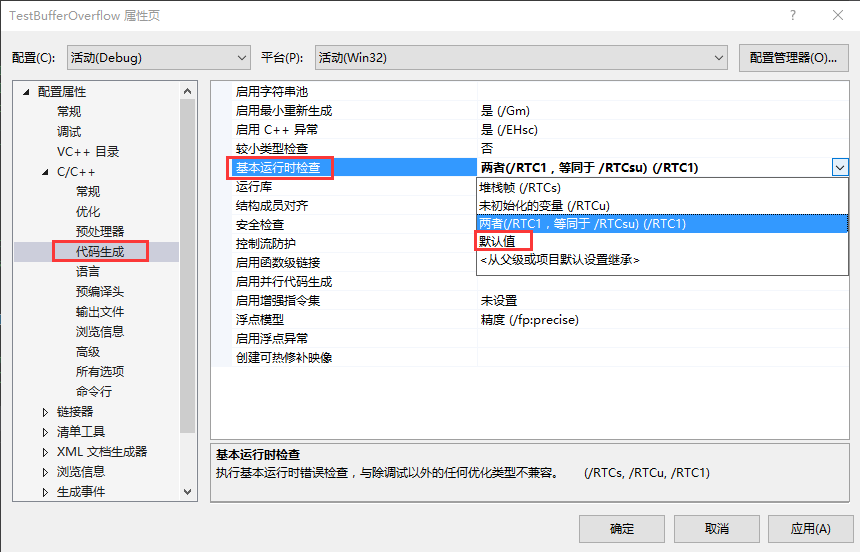 TestBufferOverflow 属性页
配置(C):
活动(Debug)
平台(P):
活动(Win32)
配置管理器(O)...
配置属性
常规
调试
VC++ 目录
C/C++
常规
优化
预处理器
代码生成
语言
预编译头
输出文件
浏览信息
高级
所有选项
命令行
链接器
清单工具
XML 文档生成器
浏览信息
生成事件
启用字符串池
启用最小重新生成
是 (/Gm)
启用 C++ 异常
是 (/EHsc)
较小类型检查
否
基本运行时检查
两者(/RTC1，等同于 /RTCsu) (/RTC1)
运行库
结构成员对齐
安全检查
控制流防护
启用函数级链接
启用并行代码生成
启用增强指令集
未设置
浮点模型
精度 (/fp:precise)
启用浮点异常
创建可热修补映像
堆栈帧 (/RTCs)
未初始化的变量 (/RTCu)
两者(/RTC1，等同于 /RTCsu) (/RTC1)
默认值
<从父级或项目默认设置继承>
基本运行时检查
执行基本运行时错误检查，与除调试以外的任何优化类型不兼容。 (/RTCs, /RTCu, /RTC1)
确定
取消
应用(A)